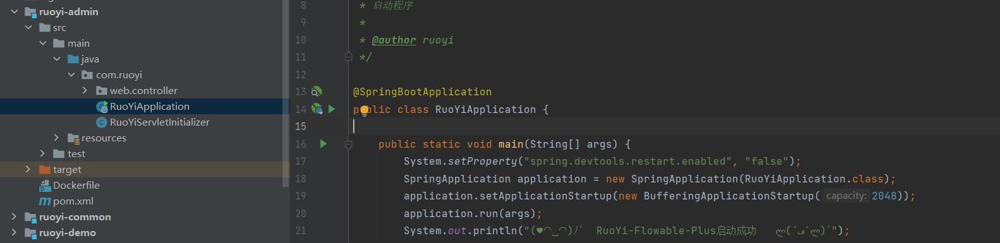 ruoyi-admin
src
main
java
com.ruoyi
web.controller
RuoYiApplication
RuoYiServletInitializer
resources
test
target
Dockerfile
pom.xml
ruoyi-common
ruoyi-demo
8 * 启动程序
9 *
10 * @author ruoyi
11 */
12
13 @SpringBootApplication
14 public class RuoYiApplication {
15
16 public static void main(String[] args) {
17 System.setProperty("spring.devtools.restart.enabled", "false");
18 SpringApplication application = new SpringApplication(RuoYiApplication.class);
19 application.setApplicationStartup(new BufferingApplicationStartup( capacity: 2048));
20 application.run(args);
21 System.out.println("(♥◠‿◠)ﾉﾞ RuoYi-Flowable-Plus启动成功 ლ(´ڡ`ლ)ﾞ");